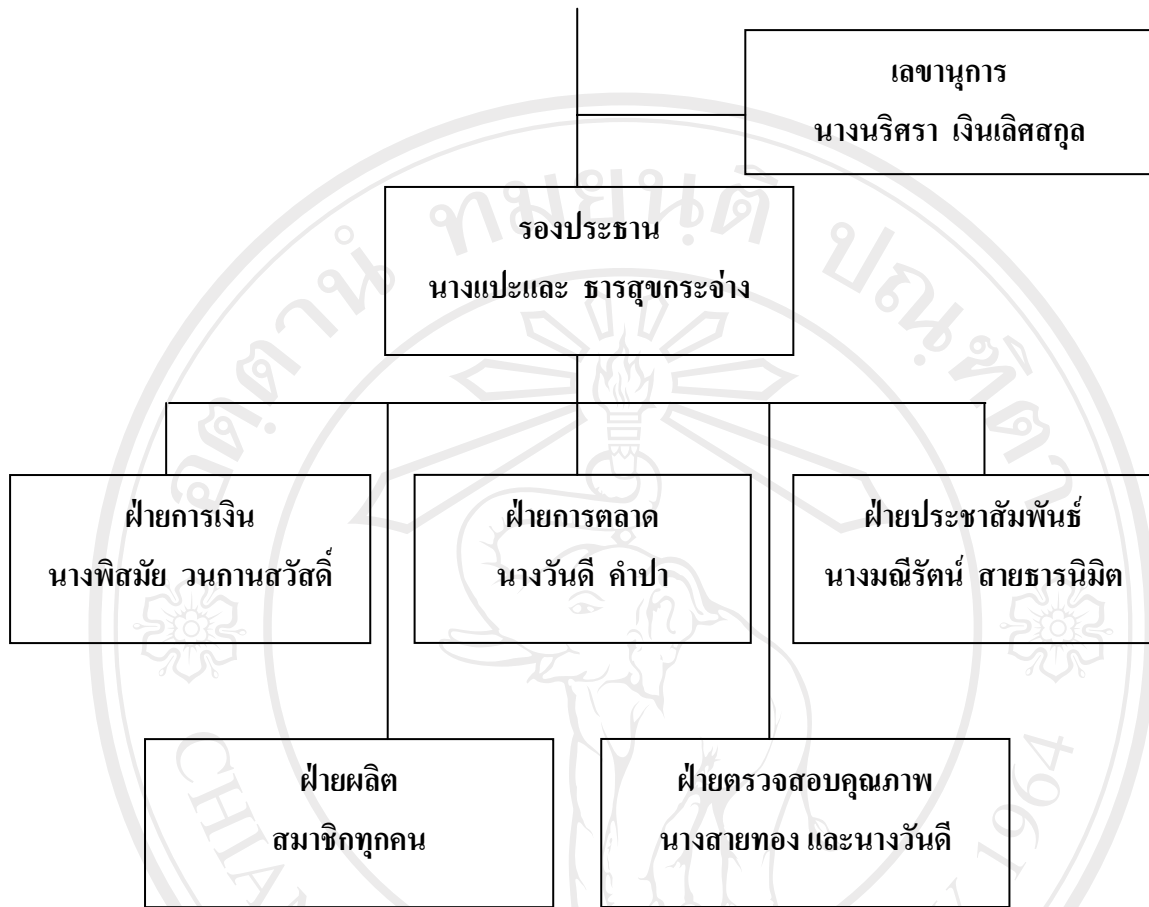 เลขานุการ
นางนริศรา เงินเลิศสกุล
รองประธาน
นางแปะและ ธารสุขกระจ่าง
ฝ่ายการเงิน
นางพิสมัย วนกานสวัสดิ์
ฝ่ายการตลาด
นางวันดี คำปา
ฝ่ายประชาสัมพันธ์
นางมณีรัตน์ สายธารนิมิต
ฝ่ายผลิต
สมาชิกทุกคน
ฝ่ายตรวจสอบคุณภาพ
นางสายทอง และนางวันดี
1964